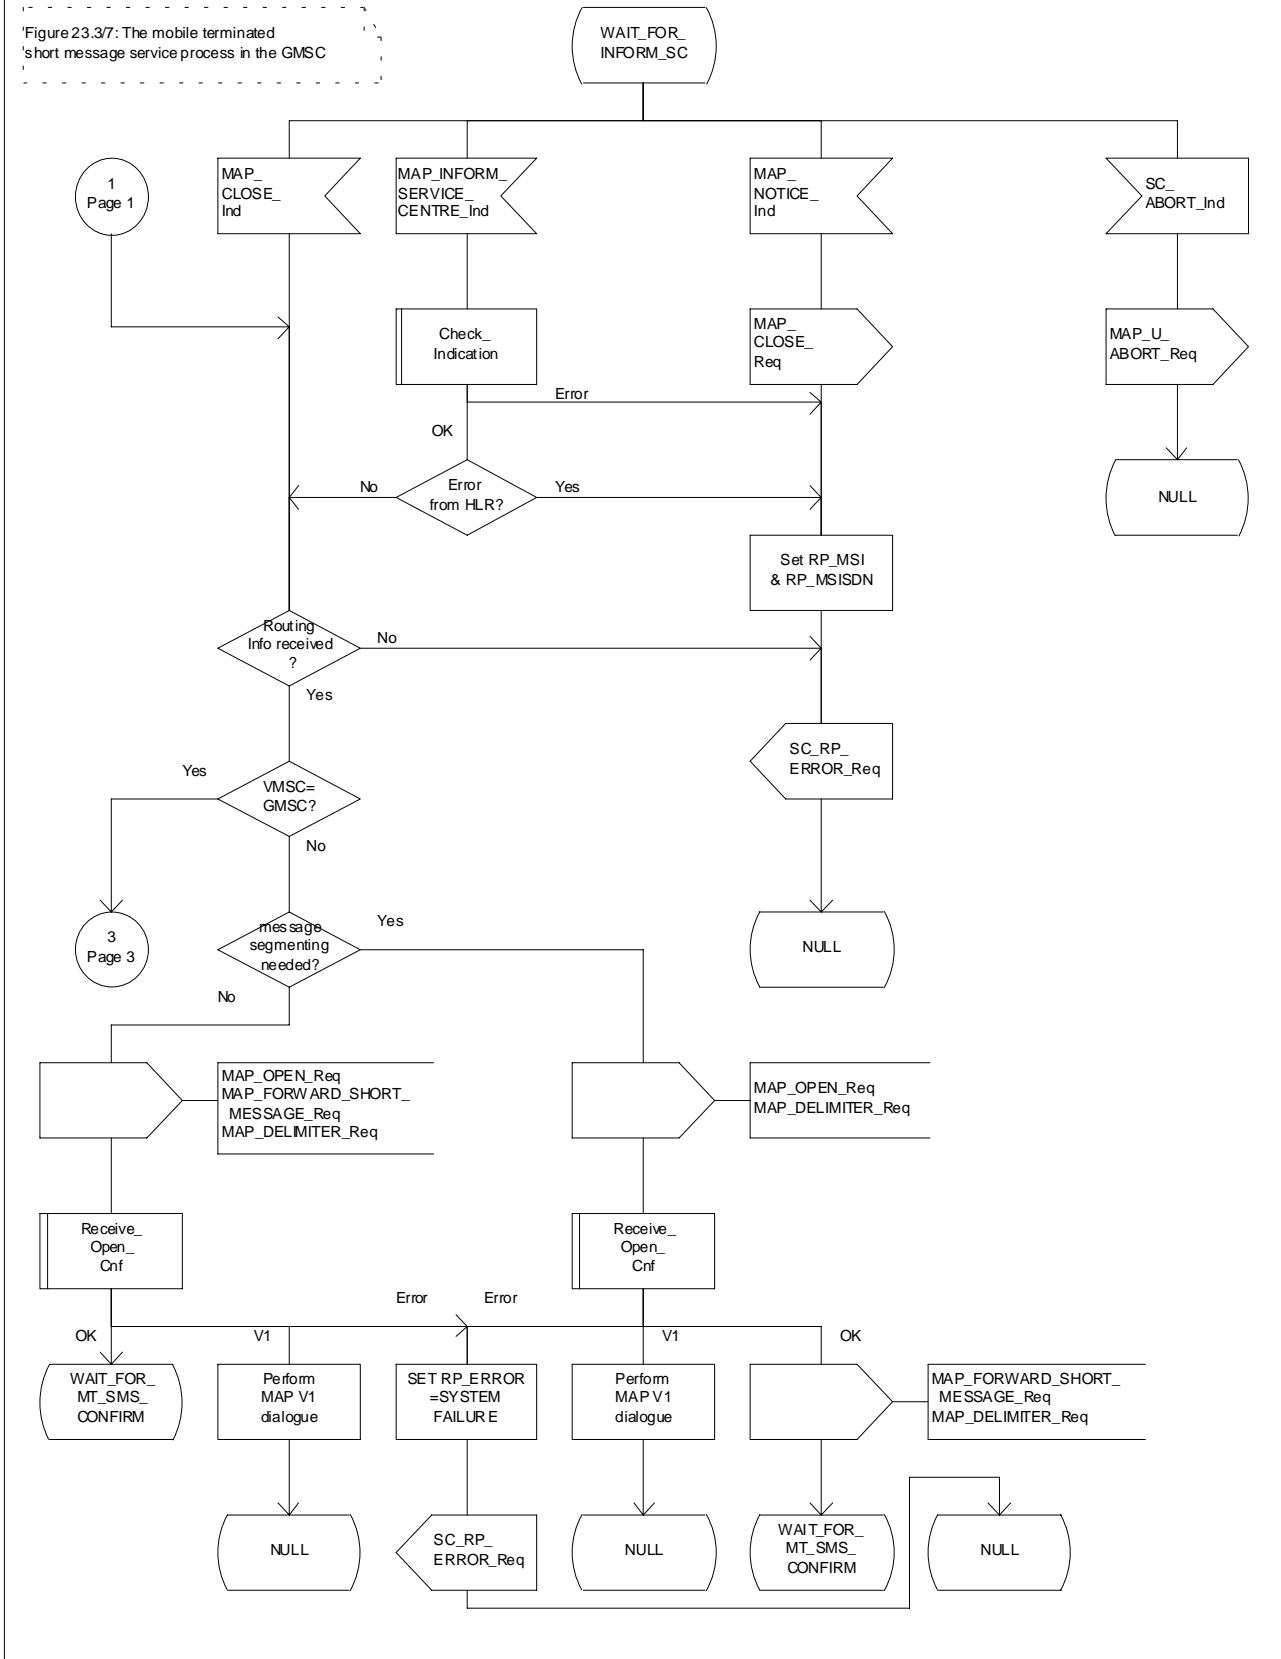 Figure 23.3/7: The mobile terminated
short message service process in the GMSC
WAIT_FOR_
INFORM_SC
1
Page 1
MAP_
CLOSE_
Ind
MAP_INFORM_
SERVICE_
CENTRE_Ind
MAP_
NOTICE_
Ind
SC_
ABORT_Ind
Check_
Indication
MAP_
CLOSE_
Req
MAP_U_
ABORT_Req
Error
OK
Error
from HLR?
No
Yes
NULL
Set RP_MSI
& RP_MSISDN
Routing
Info received
?
No
Yes
SC_RP_
ERROR_Req
Yes
VMSC=
GMSC?
No
3
Page 3
message
segmenting
needed?
Yes
No
NULL
MAP_OPEN_Req
MAP_FORWARD_SHORT_
MESSAGE_Req
MAP_DELIMITER_Req
MAP_OPEN_Req
MAP_DELIMITER_Req
Receive_
Open_
Cnf
Receive_
Open_
Cnf
Error
Error
OK
V1
V1
OK
WAIT_FOR_
MT_SMS_
CONFIRM
Perform
MAP V1
dialogue
SET RP_ERROR
=SYSTEM
FAILURE
Perform
MAP V1
dialogue
MAP_FORWARD_SHORT_
MESSAGE_Req
MAP_DELIMITER_Req
NULL
SC_RP_
ERROR_Req
NULL
WAIT_FOR_
MT_SMS_
CONFIRM
NULL